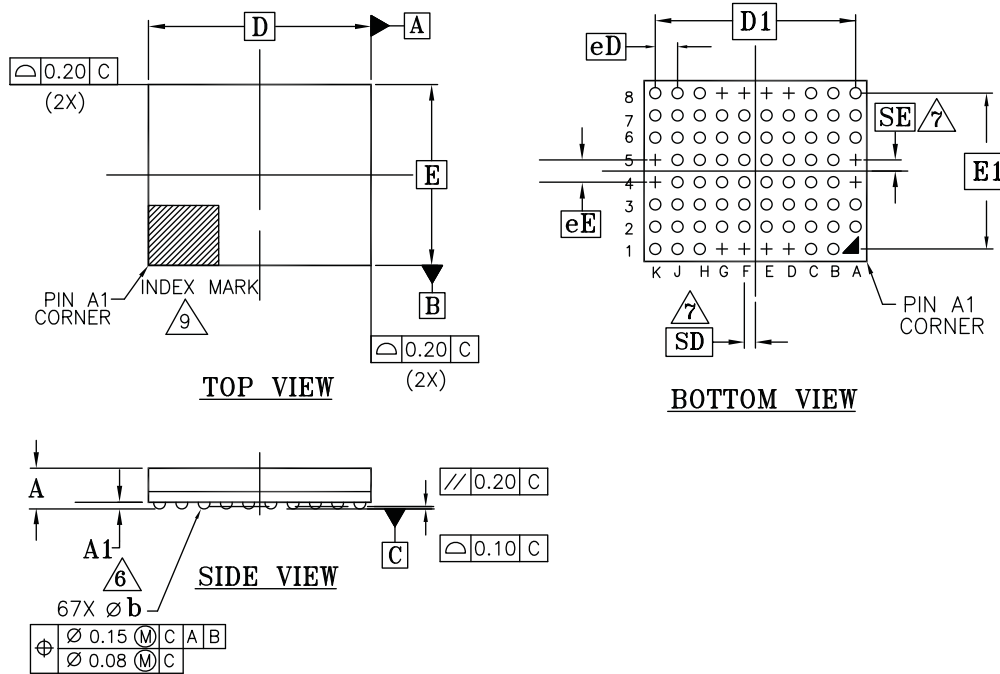 D
A
⌓ 0.20 C
(2X)
E
PIN A1
CORNER
INDEX MARK
9
B
⌓ 0.20 C
(2X)
TOP VIEW
D1
eD
8
7
6
5
4
3
2
1
SE 7
E1
eE
K J H G F E D C B A
7
SD
PIN A1
CORNER
BOTTOM VIEW
A
A1
6
// 0.20 C
C
⌓ 0.10 C
SIDE VIEW
67X Ø b
⌖ Ø 0.15 Ⓜ C A B
Ø 0.08 Ⓜ C